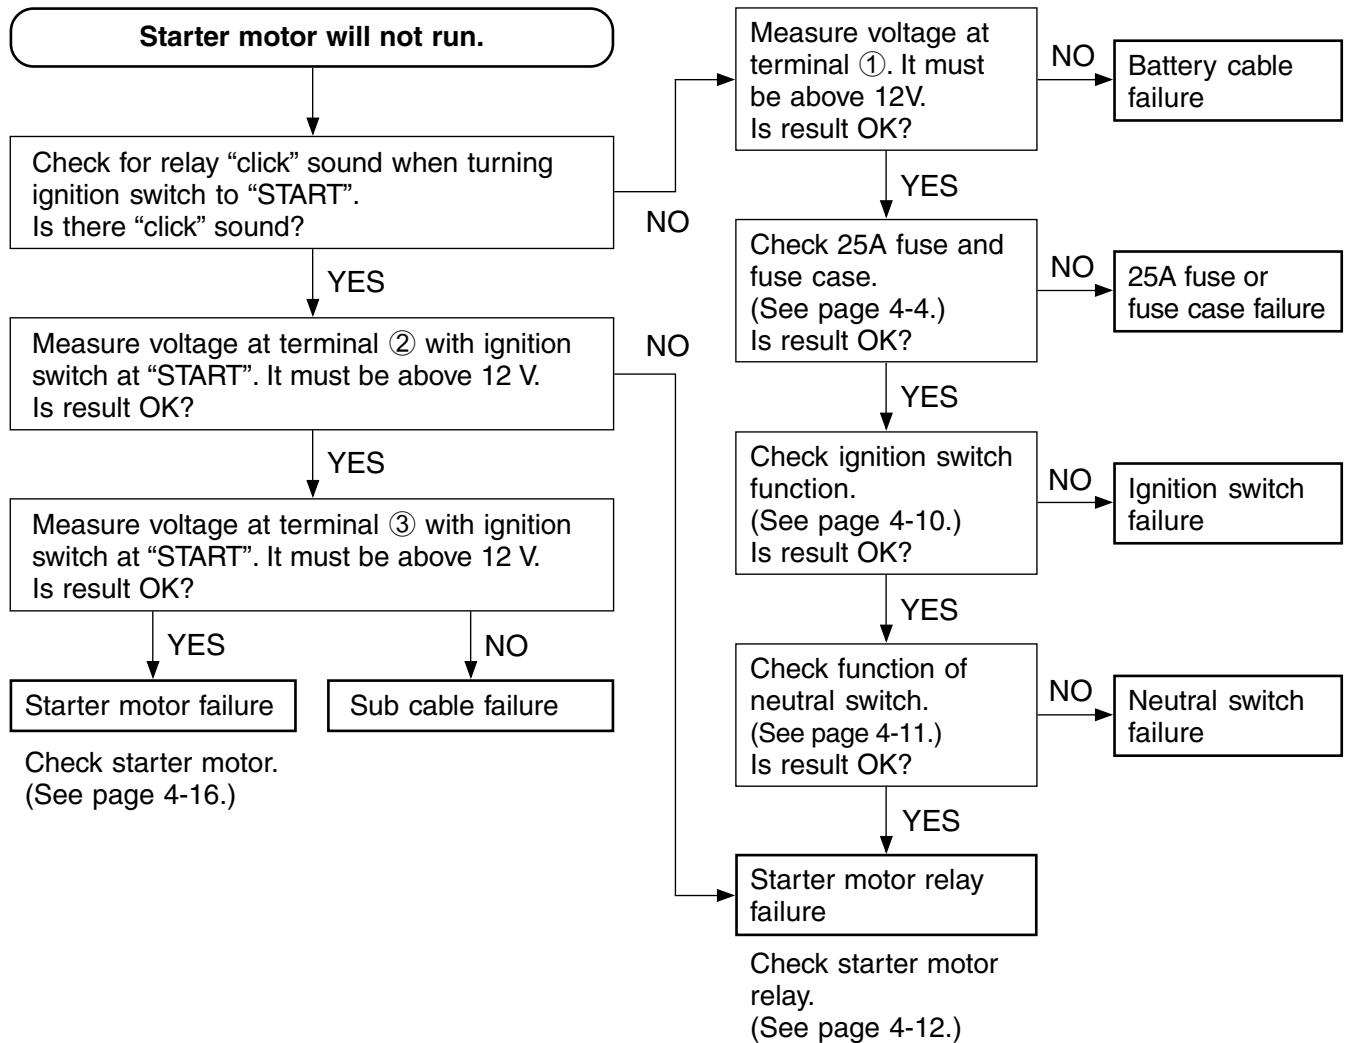 Starter motor will not run.
Check for relay “click” sound when turning
ignition switch to “START”.
Is there “click” sound?
NO
YES
Measure voltage at terminal ② with ignition
switch at “START”. It must be above 12 V.
Is result OK?
NO
YES
Measure voltage at terminal ③ with ignition
switch at “START”. It must be above 12 V.
Is result OK?
YES
NO
Starter motor failure
Sub cable failure
Check starter motor.
(See page 4-16.)
Measure voltage at
terminal ①. It must
be above 12V.
Is result OK?
NO
Battery cable
failure
YES
Check 25A fuse and
fuse case.
(See page 4-4.)
Is result OK?
NO
25A fuse or
fuse case failure
YES
Check ignition switch
function.
(See page 4-10.)
Is result OK?
NO
Ignition switch
failure
YES
Check function of
neutral switch.
(See page 4-11.)
Is result OK?
NO
Neutral switch
failure
YES
Starter motor relay
failure
Check starter motor
relay.
(See page 4-12.)